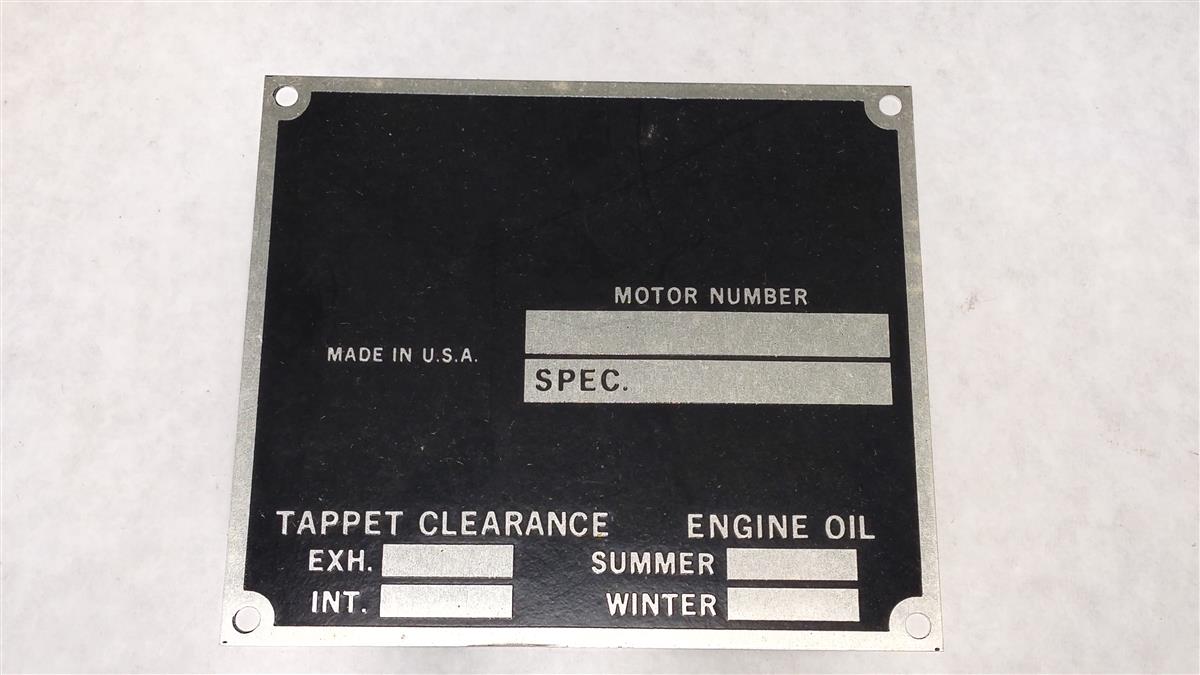 MOTOR NUMBER
MADE IN U.S.A.
SPEC.
TAPPET CLEARANCE ENGINE OIL
EXH. SUMMER
INT. WINTER